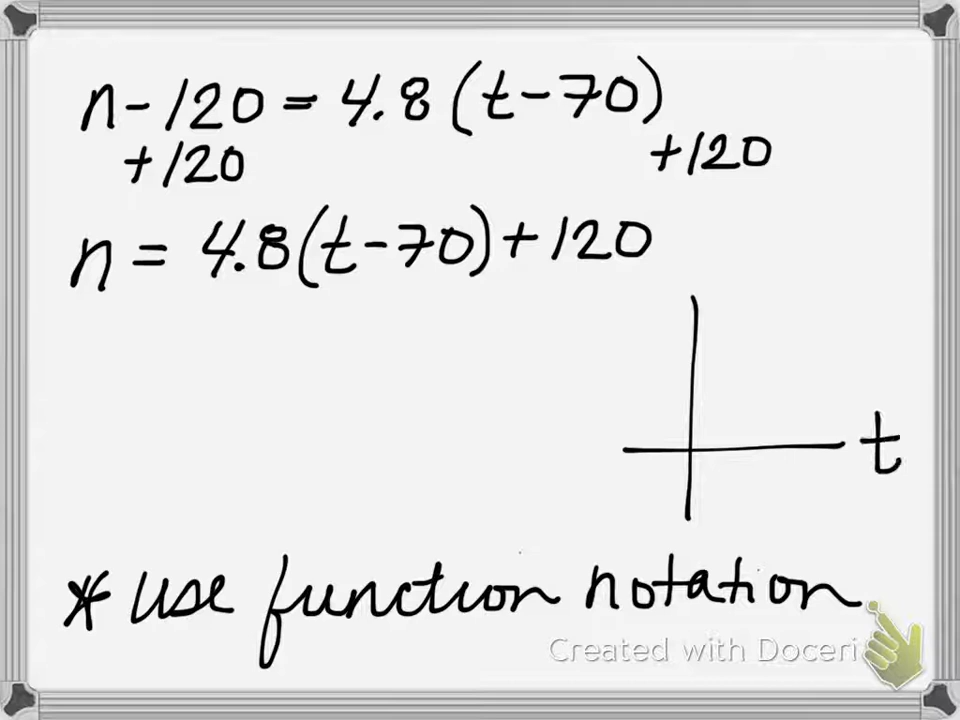 n - 120 = 4.8 (t - 70)
+120 +120
n = 4.8(t - 70) + 120
t
* use function notation
Created with Doceri